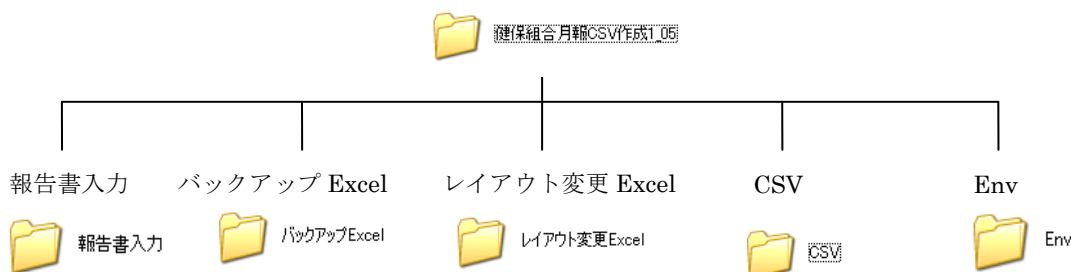 健保組合月報CSV作成1_05
報告書入力 バックアップ Excel レイアウト変更 Excel CSV Env
報告書入力 バックアップExcel レイアウト変更Excel CSV Env